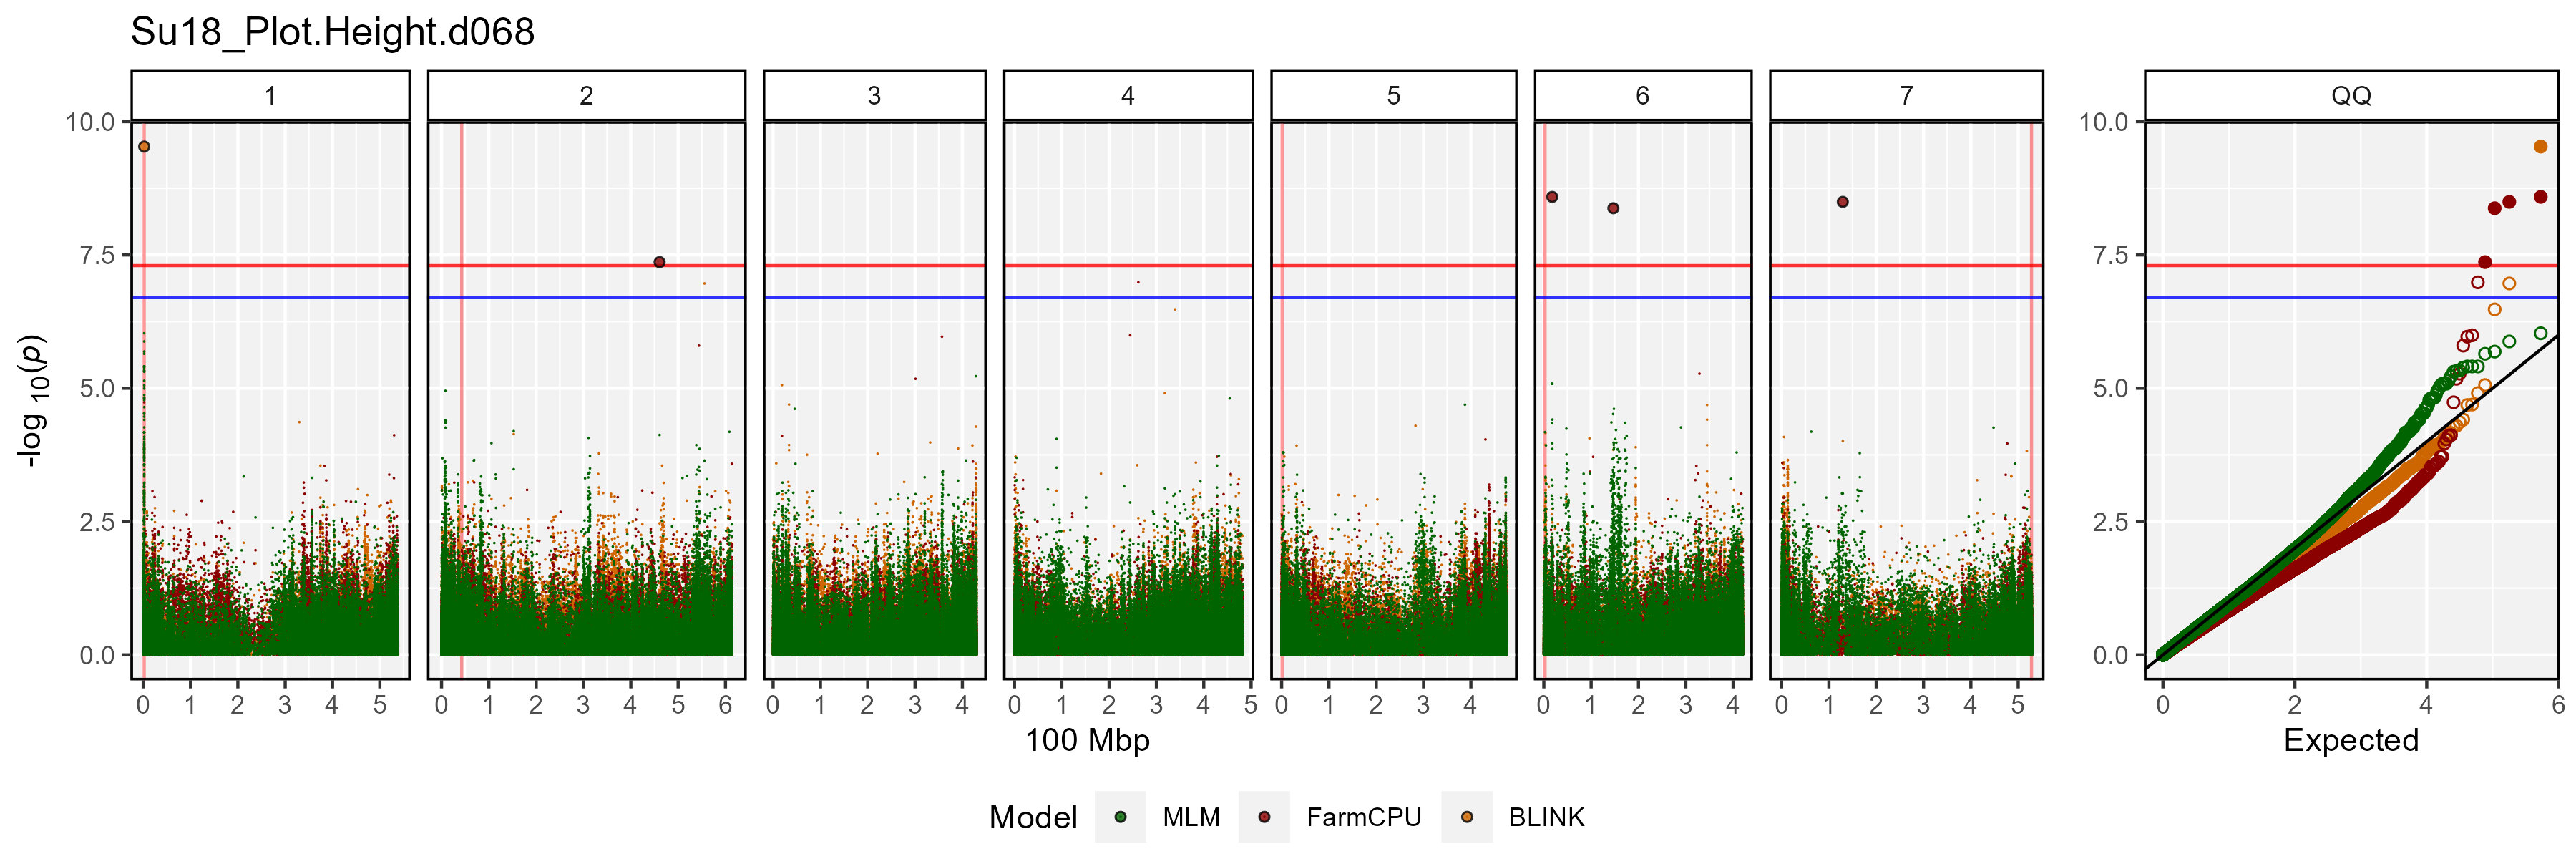 Su18_Plot.Height.d068
1 2 3 4 5 6 7 QQ
10.0 10.0
7.5 7.5
5.0 5.0
2.5 2.5
0.0 0.0
-log 10(p)
0 1 2 3 4 5 0 1 2 3 4 5 6 0 1 2 3 4 0 1 2 3 4 5 0 1 2 3 4 0 1 2 3 4 0 1 2 3 4 5 0 2 4 6
100 Mbp Expected
Model MLM FarmCPU BLINK